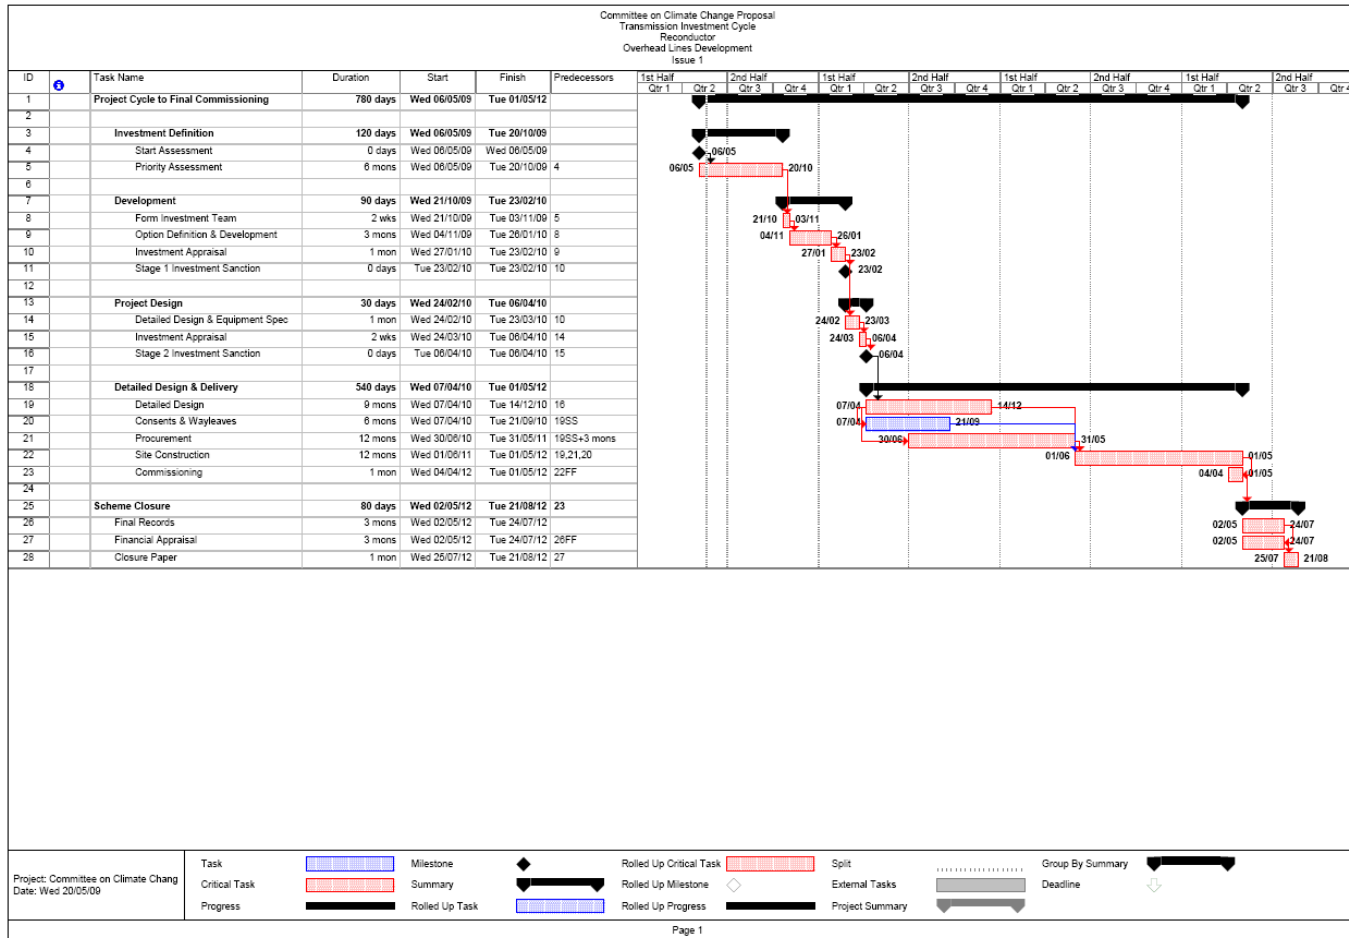 Committee on Climate Change Proposal
Transmission Investment Cycle
Reconductor
Overhead Lines Development
Issue 1
ID Task Name Duration Start Finish Predecessors 1st Half 2nd Half 1st Half 2nd Half 1st Half 2nd Half 1st Half 2nd Half
Qtr 1 Qtr 2 Qtr 3 Qtr 4 Qtr 1 Qtr 2 Qtr 3 Qtr 4 Qtr 1 Qtr 2 Qtr 3 Qtr 4 Qtr 1 Qtr 2 Qtr 3 Qtr 4
1 Project Cycle to Final Commissioning 780 days Wed 06/05/09 Tue 01/05/12
2
3 Investment Definition 120 days Wed 06/05/09 Tue 20/10/09
4 Start Assessment 0 days Wed 06/05/09 Wed 06/05/09 06/05
5 Priority Assessment 6 mons Wed 06/05/09 Tue 20/10/09 4 06/05 20/10
6
7 Development 90 days Wed 21/10/09 Tue 23/02/10
8 Form Investment Team 2 wks Wed 21/10/09 Tue 03/11/09 5 21/10 03/11
9 Option Definition & Development 3 mons Wed 04/11/09 Tue 26/01/10 8 04/11 26/01
10 Investment Appraisal 1 mon Wed 27/01/10 Tue 23/02/10 9 27/01 23/02
11 Stage 1 Investment Sanction 0 days Tue 23/02/10 Tue 23/02/10 10 23/02
12
13 Project Design 30 days Wed 24/02/10 Tue 06/04/10
14 Detailed Design & Equipment Spec 1 mon Wed 24/02/10 Tue 23/03/10 10 24/02 23/03
15 Investment Appraisal 2 wks Wed 24/03/10 Tue 06/04/10 14 24/03 06/04
16 Stage 2 Investment Sanction 0 days Tue 06/04/10 Tue 06/04/10 15 06/04
17
18 Detailed Design & Delivery 540 days Wed 07/04/10 Tue 01/05/12
19 Detailed Design 9 mons Wed 07/04/10 Tue 14/12/10 16 07/04 14/12
20 Consents & Wayleaves 6 mons Wed 07/04/10 Tue 21/09/10 19SS 07/04 21/09
21 Procurement 12 mons Wed 30/06/10 Tue 31/05/11 19SS+3 mons 30/06 31/05
22 Site Construction 12 mons Wed 01/06/11 Tue 01/05/12 19,21,20 01/06 01/05
23 Commissioning 1 mon Wed 04/04/12 Tue 01/05/12 22FF 04/04 01/05
24
25 Scheme Closure 80 days Wed 02/05/12 Tue 21/08/12 23
26 Final Records 3 mons Wed 02/05/12 Tue 24/07/12 02/05 24/07
27 Financial Appraisal 3 mons Wed 02/05/12 Tue 24/07/12 26FF 02/05 24/07
28 Closure Paper 1 mon Wed 25/07/12 Tue 21/08/12 27 25/07 21/08
Project: Committee on Climate Chang
Date: Wed 20/05/09
Task Milestone Rolled Up Critical Task Split Group By Summary
Critical Task Summary Rolled Up Milestone External Tasks Deadline
Progress Rolled Up Task Rolled Up Progress Project Summary
Page 1